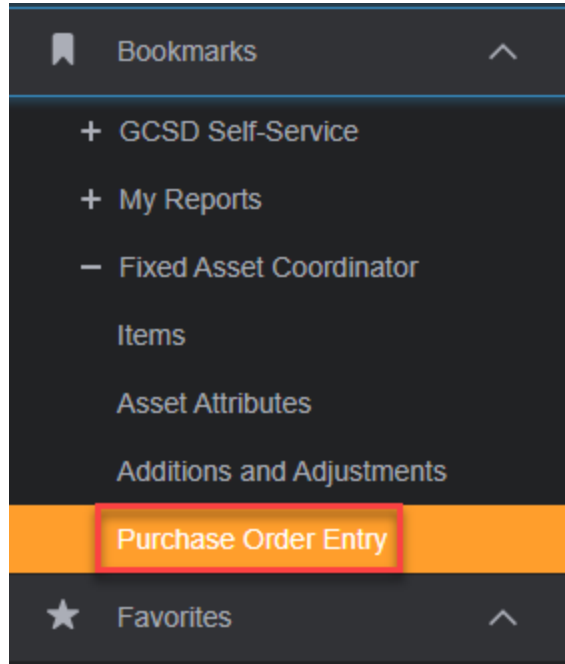 Bookmarks
GCSD Self-Service
My Reports
Fixed Asset Coordinator
Items
Asset Attributes
Additions and Adjustments
Purchase Order Entry
Favorites